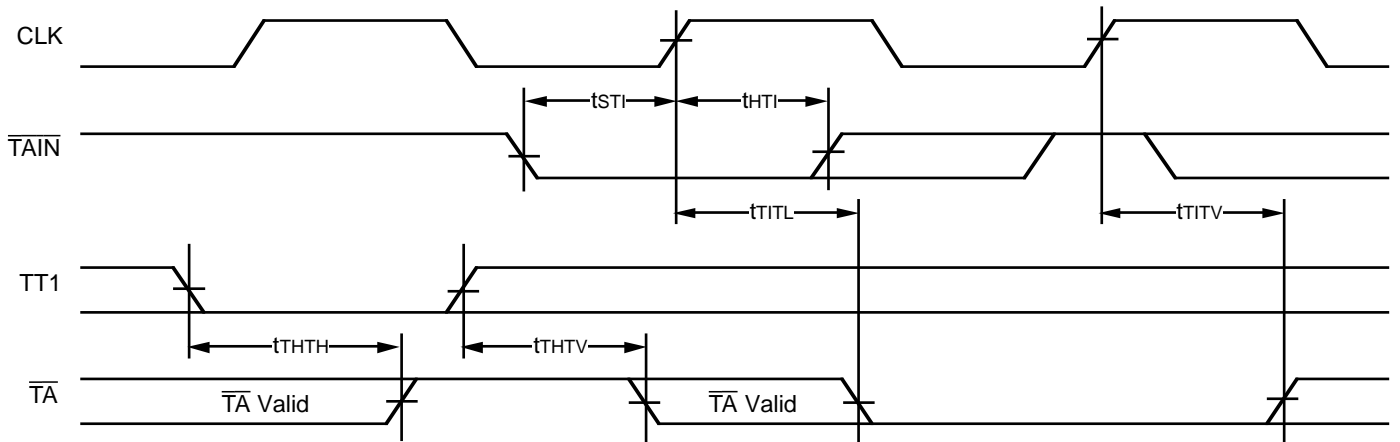 CLK
tSTI
tHTI
TAIN
tTITL
tTITV
TT1
tTHTH
tTHTV
TA
TA Valid
TA Valid